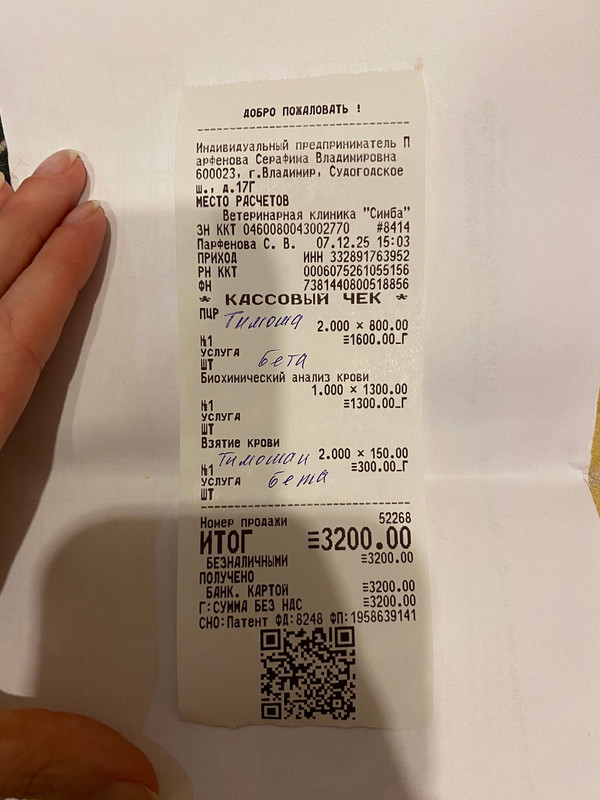 ДОБРО ПОЖАЛОВАТЬ !
Индивидуальный предприниматель П
арфенова Серафима Владимировна
600023, г.Владимир, Судогодское
ш., д.17Г
МЕСТО РАСЧЕТОВ
Ветеринарная клиника "Симба"
ЗН ККТ 0460080043002770 #8414
Парфенова С. В. 07.12.25 15:03
ПРИХОД ИНН 332891763952
РН ККТ 0006075261055156
ФН 7381440800518856
* КАССОВЫЙ ЧЕК *
ПЦР Тимоша
2.000 × 800.00
№1 ≡1600.00_Г
УСЛУГА
ШТ бета
Биохимический анализ крови
1.000 × 1300.00
№1 ≡1300.00_Г
УСЛУГА
ШТ
Взятие крови
Тимоша и 2.000 × 150.00
№1 ≡300.00_Г
УСЛУГА бета
ШТ
Номер продажи 52268
ИТОГ ≡3200.00
БЕЗНАЛИЧНЫМИ ≡3200.00
ПОЛУЧЕНО
БАНК. КАРТОЙ ≡3200.00
Г:СУММА БЕЗ НДС ≡3200.00
СНО:Патент ФД:8248 ФП:1958639141